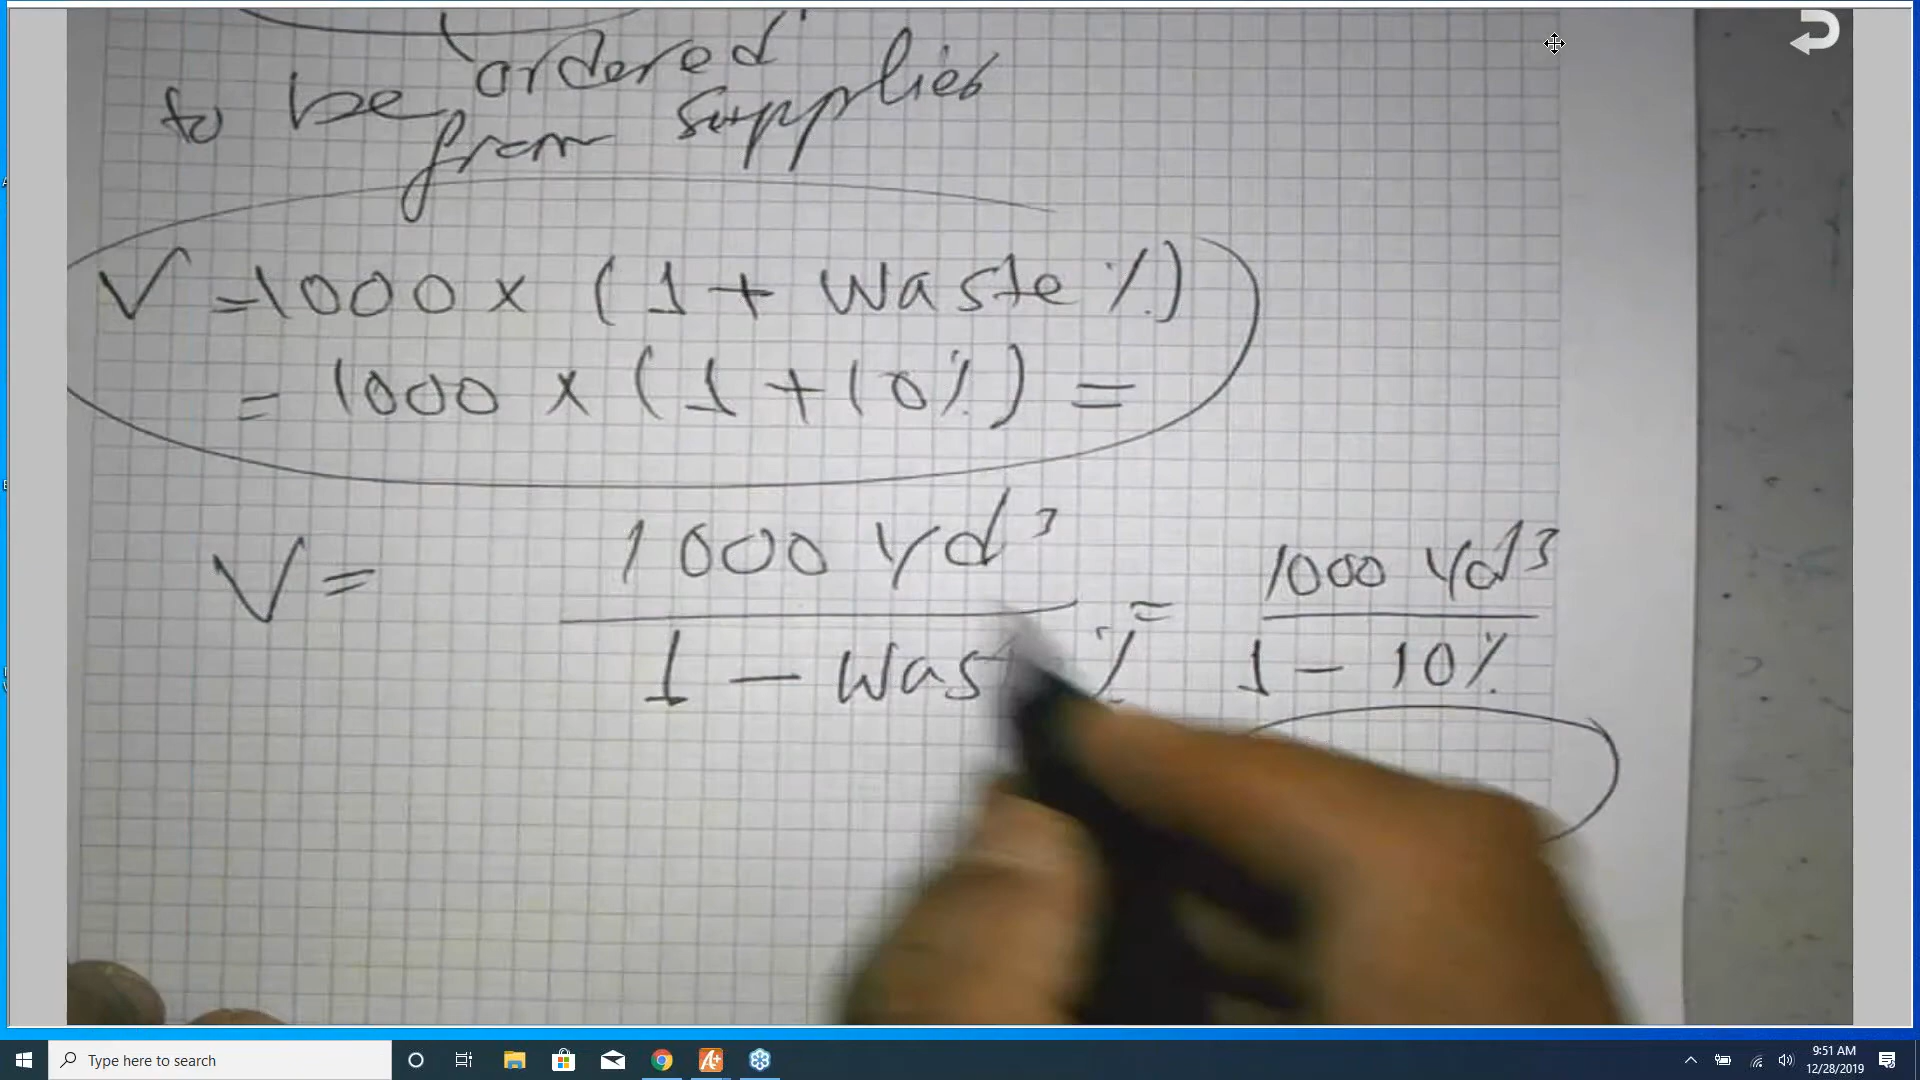 to be ordered
from supplier
V = 1000 x (1 + waste %)
= 1000 x (1 + 10%) =
V = 1000 yd³ / 1 - was % = 1000 yd³ / 1 - 10%
Type here to search
9:51 AM
12/28/2019